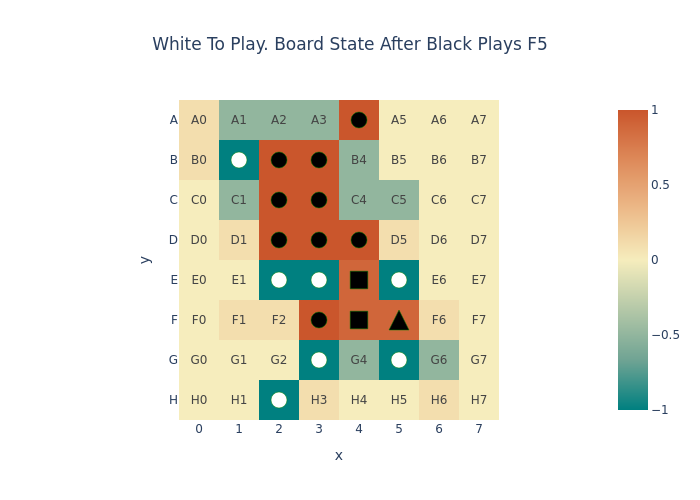 White To Play. Board State After Black Plays F5
A A0 A1 A2 A3 A5 A6 A7
B B0 B4 B5 B6 B7
C C0 C1 C4 C5 C6 C7
D D0 D1 D5 D6 D7
E E0 E1 E6 E7
F F0 F1 F2 F6 F7
G G0 G1 G2 G4 G6 G7
H H0 H1 H3 H4 H5 H6 H7
0 1 2 3 4 5 6 7
x
y
1
0.5
0
−0.5
−1